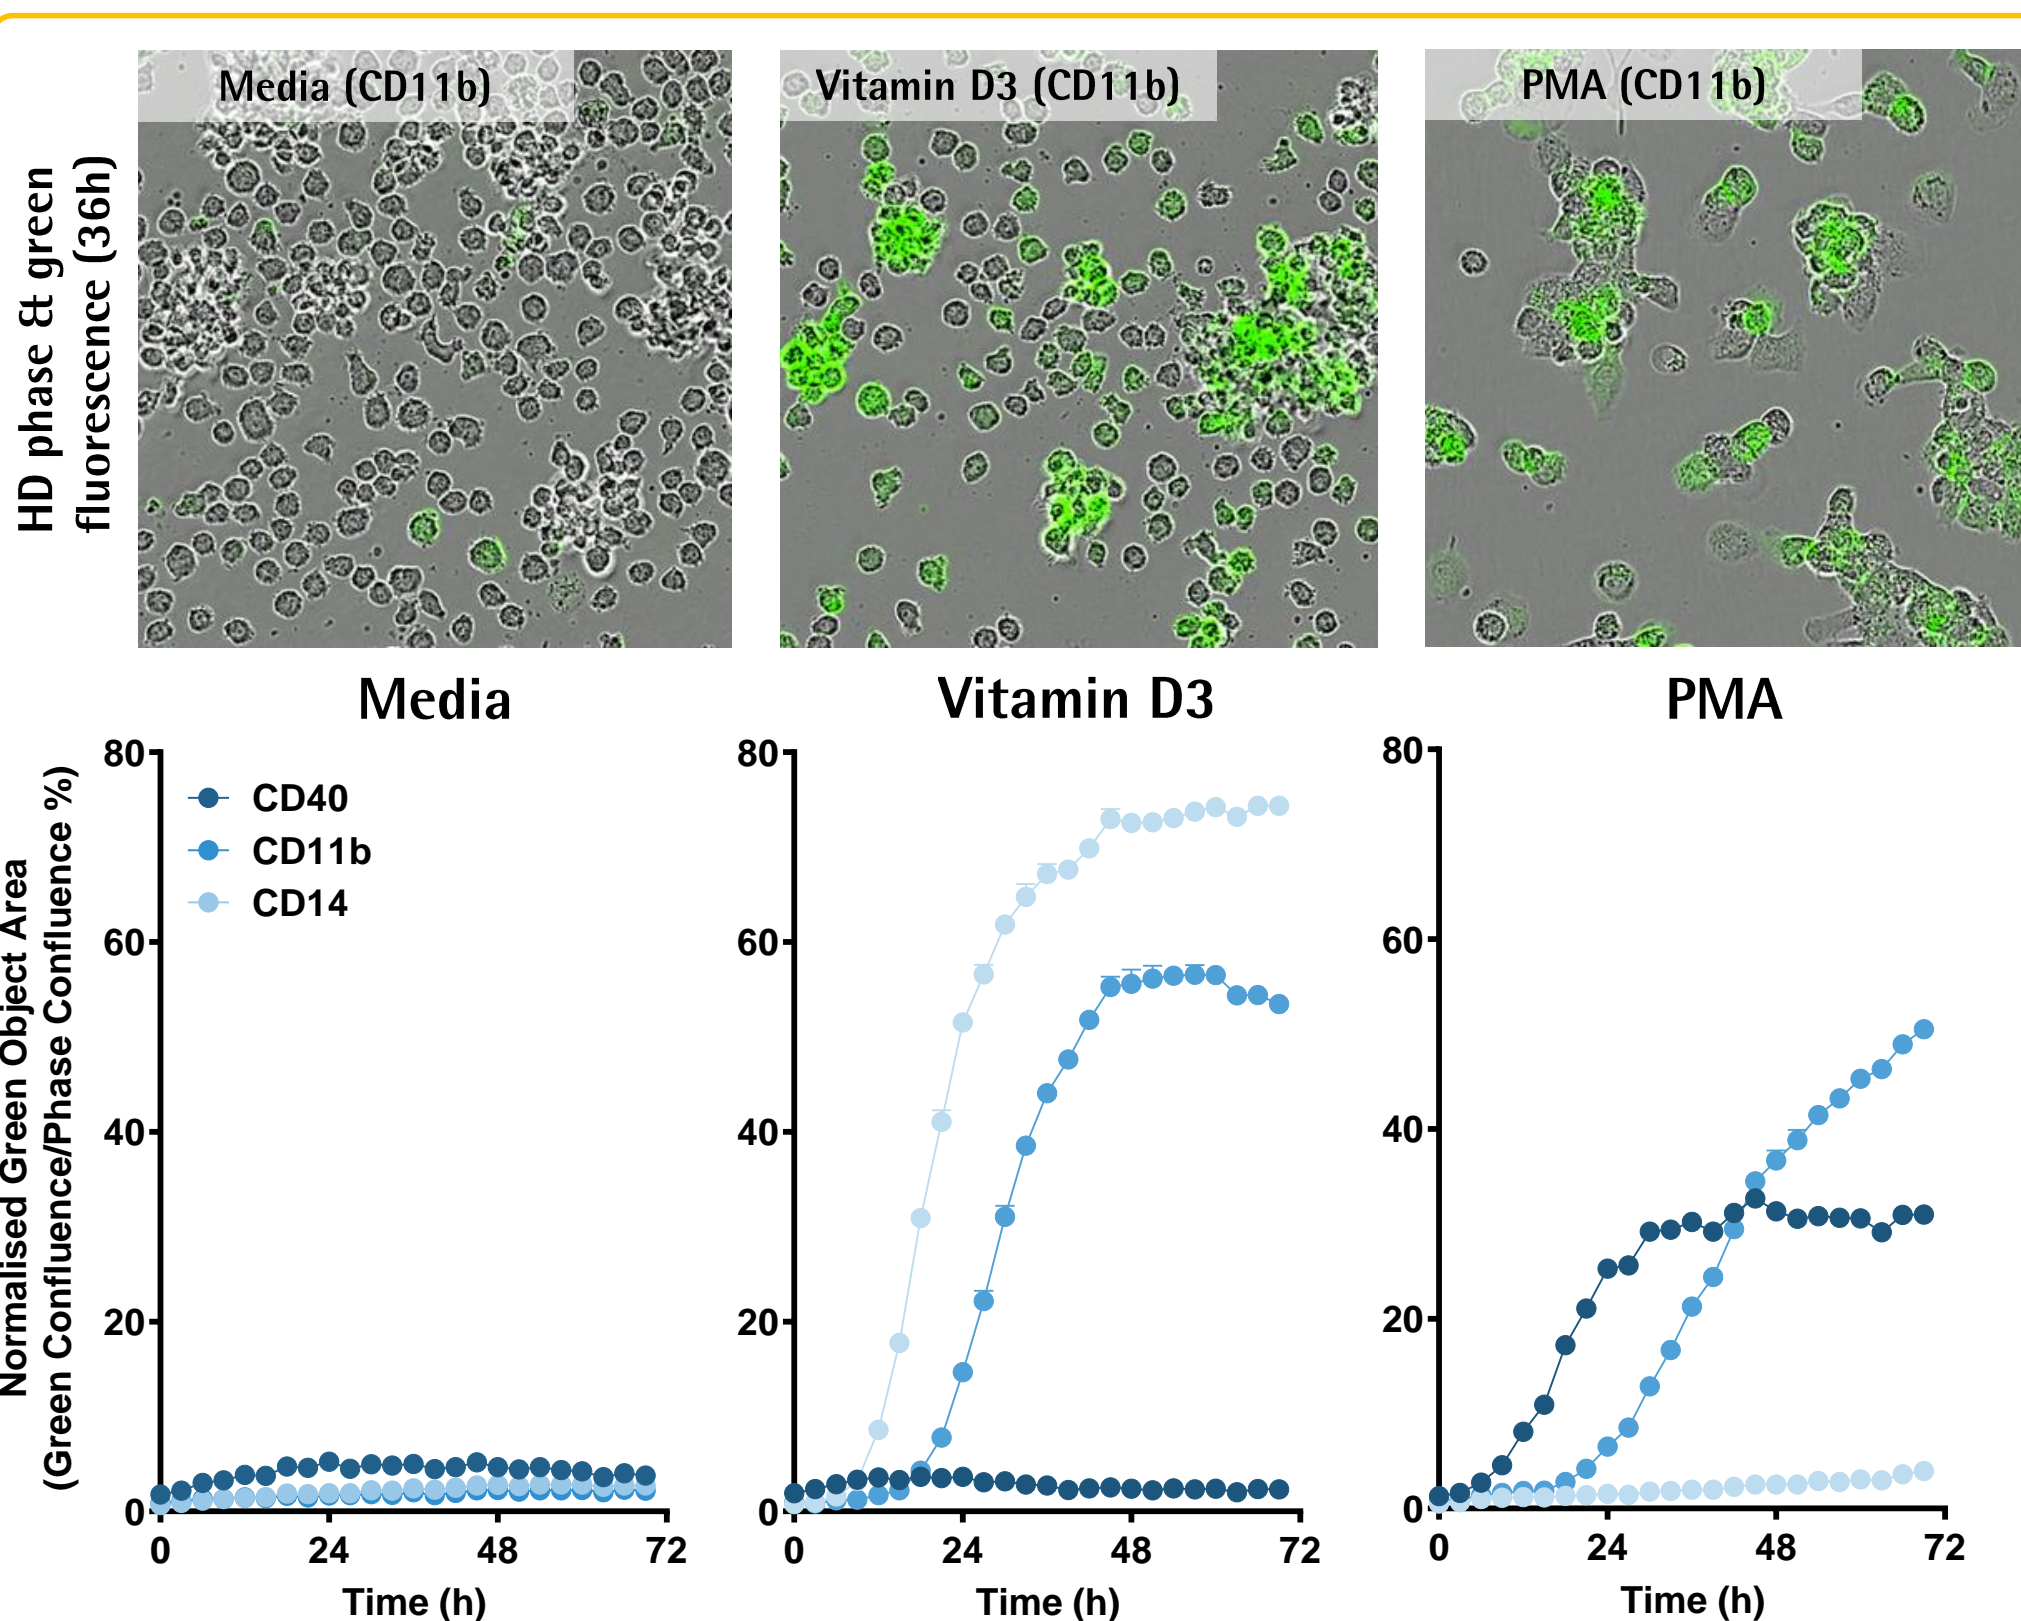 Media (CD11b)
Vitamin D3 (CD11b)
PMA (CD11b)
HD phase & green
fluorescence (36h)
Media
Vitamin D3
PMA
Normalised Green Object Area
(Green Confluence/Phase Confluence %)
80
60
40
20
0
CD40
CD11b
CD14
0
24
48
72
Time (h)
80
60
40
20
0
0
24
48
72
Time (h)
80
60
40
20
0
0
24
48
72
Time (h)